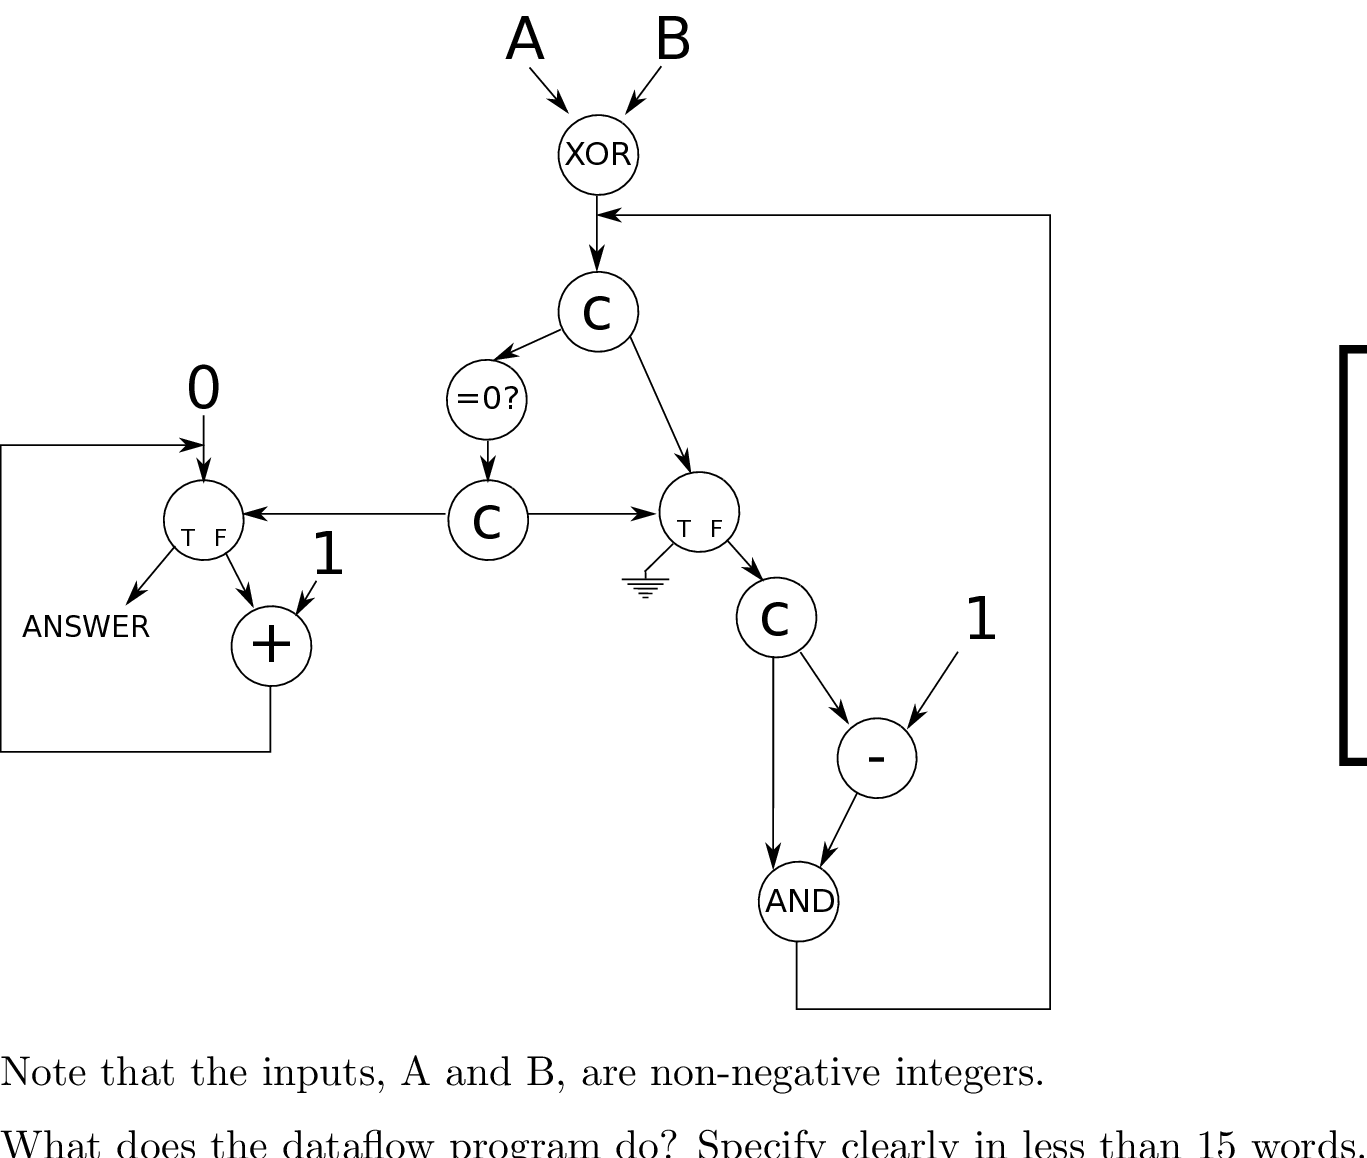 A B
XOR
C
=0?
0
C
T F
T F
1
ANSWER
+
C
1
-
AND
Note that the inputs, A and B, are non-negative integers.
What does the dataflow program do? Specify clearly in less than 15 words.